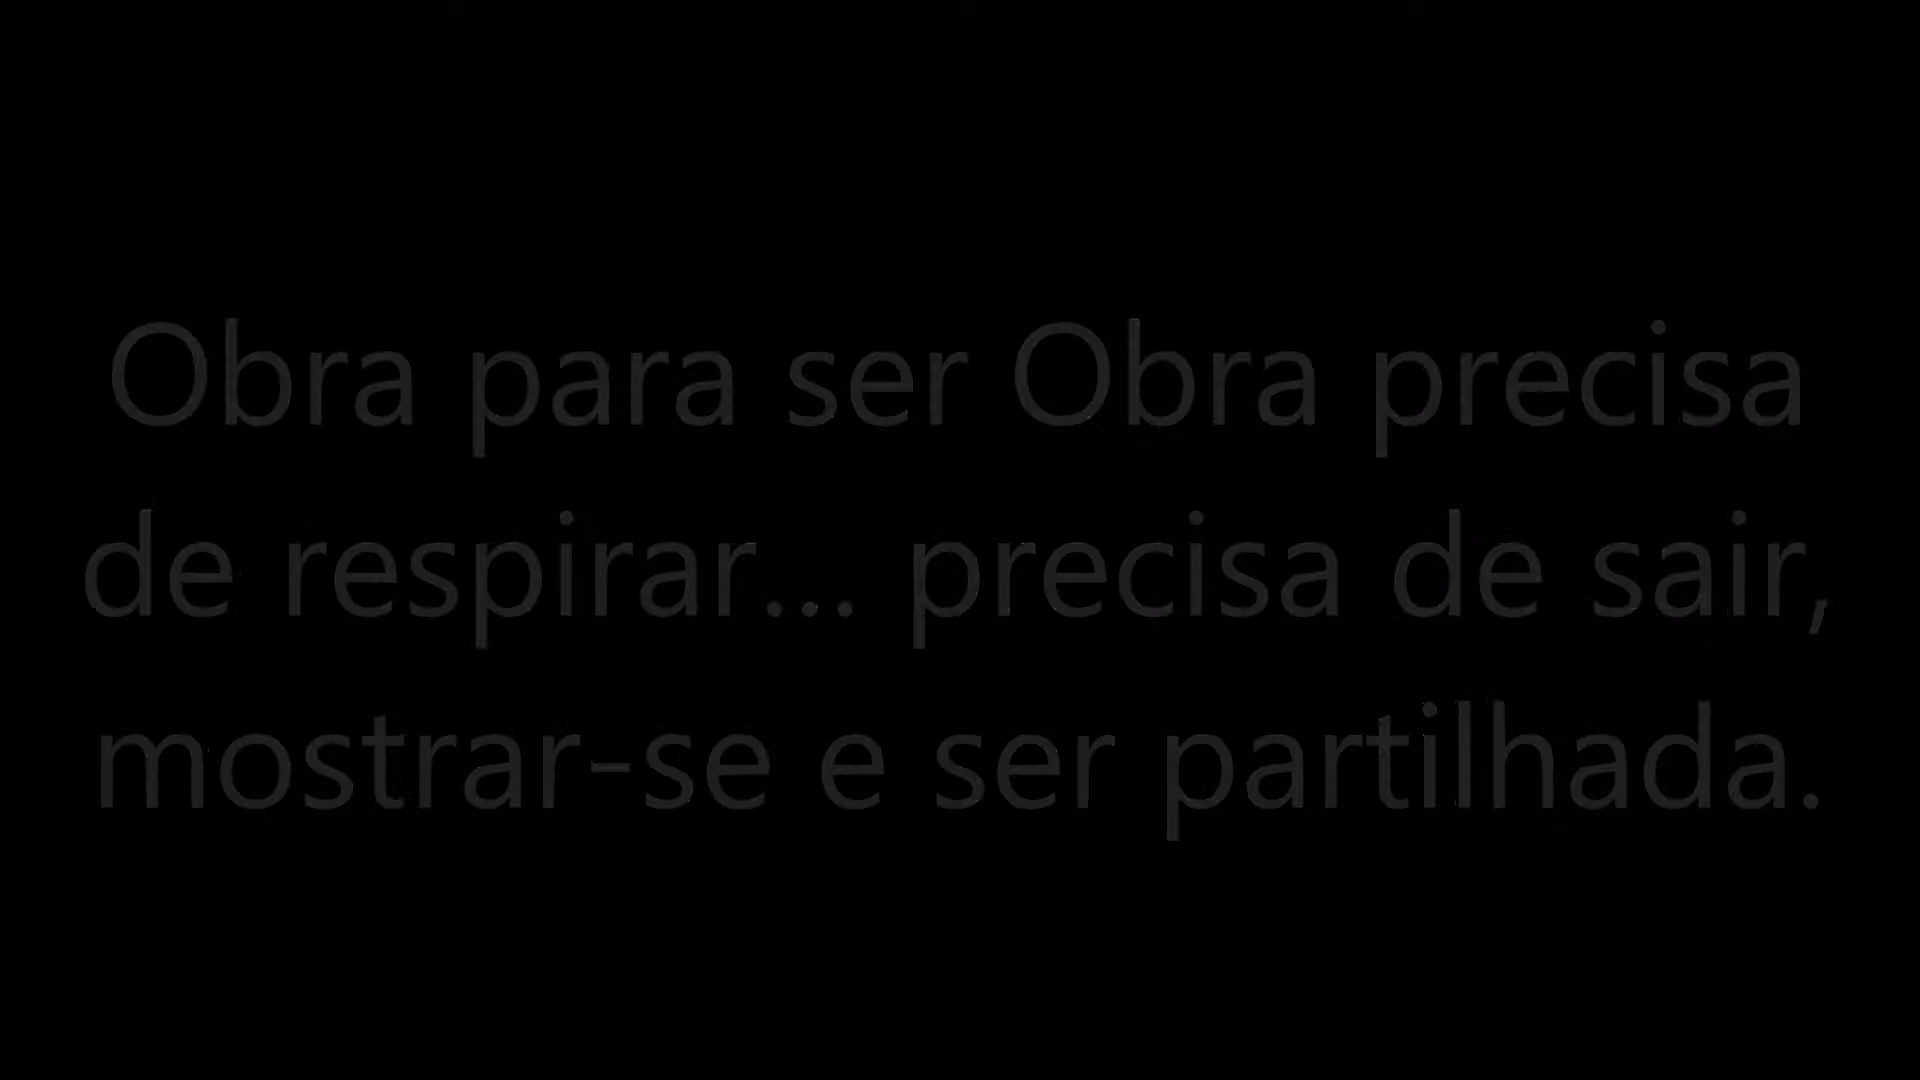 Obra para ser Obra precisa
de respirar... precisa de sair,
mostrar-se e ser partilhada.